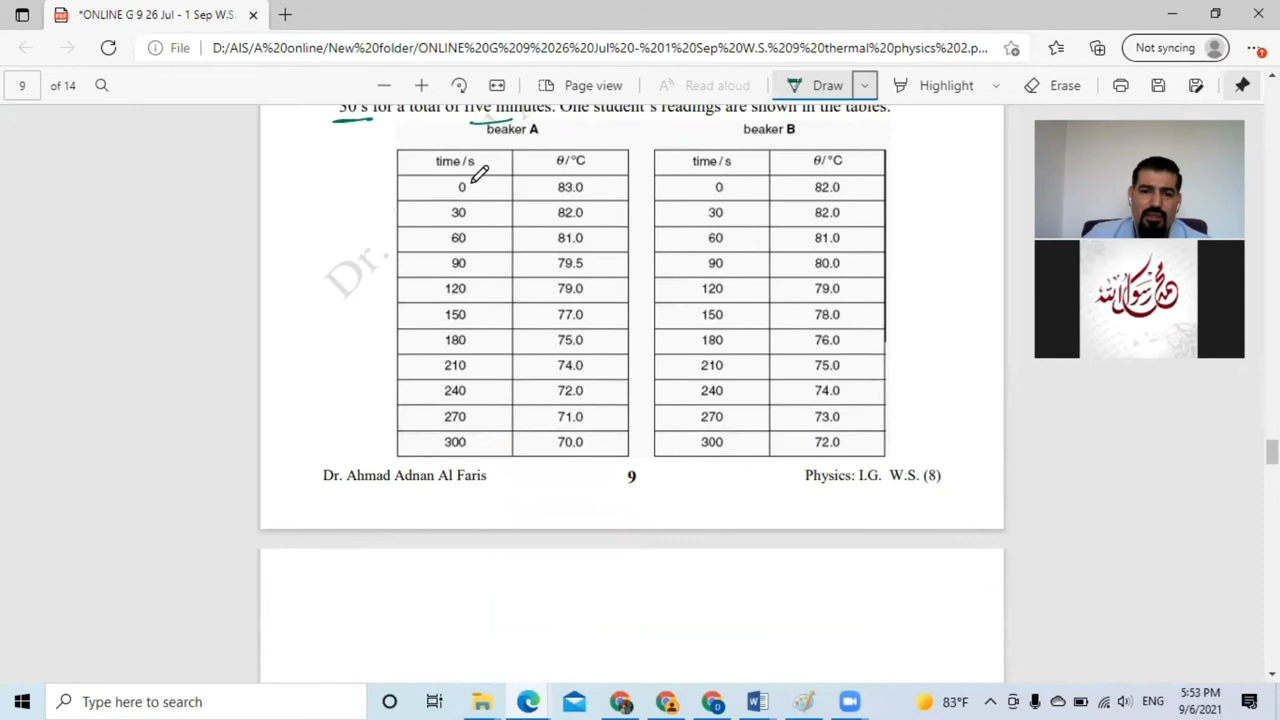 *ONLINE G 9 26 Jul - 1 Sep W.S.
File D:/AIS/A%20online/New%20folder/ONLINE%20G%209%2026%20Jul%20-%201%20Sep%20W.S.%209%20thermal%20physics%202.p... Not syncing
9 of 14 Page view Read aloud Draw Highlight Erase
30's for a total of five minutes. One student's readings are shown in the tables.
beaker A beaker B
time/s θ/°C time/s θ/°C
0 83.0 0 82.0
30 82.0 30 82.0
60 81.0 60 81.0
90 79.5 90 80.0
120 79.0 120 79.0
150 77.0 150 78.0
180 75.0 180 76.0
210 74.0 210 75.0
240 72.0 240 74.0
270 71.0 270 73.0
300 70.0 300 72.0
Dr.
Dr. Ahmad Adnan Al Faris 9 Physics: I.G. W.S. (8)
محمد رسول الله
Type here to search 83°F ENG 5:53 PM
9/6/2021